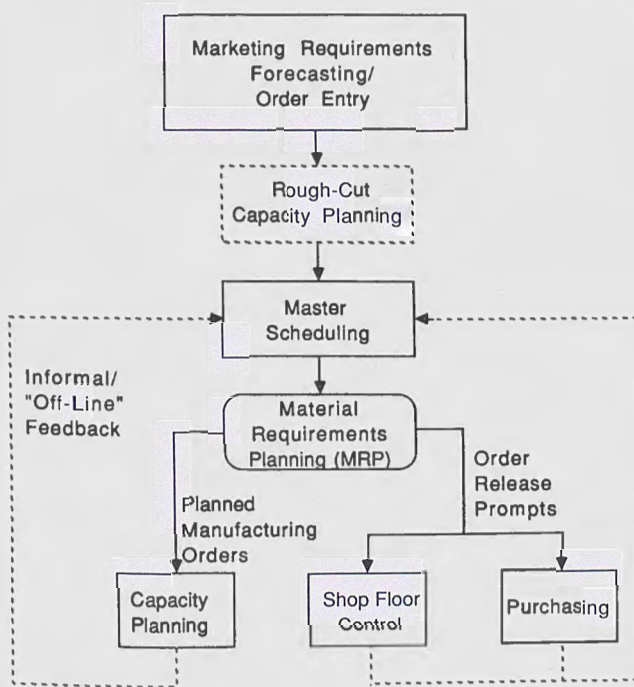 Marketing Requirements
Forecasting/
Order Entry
Rough-Cut
Capacity Planning
Master
Scheduling
Informal/
"Off-Line"
Feedback
Material
Requirements
Planning (MRP)
Order
Release
Prompts
Planned
Manufacturing
Orders
Capacity
Planning
Shop Floor
Control
Purchasing